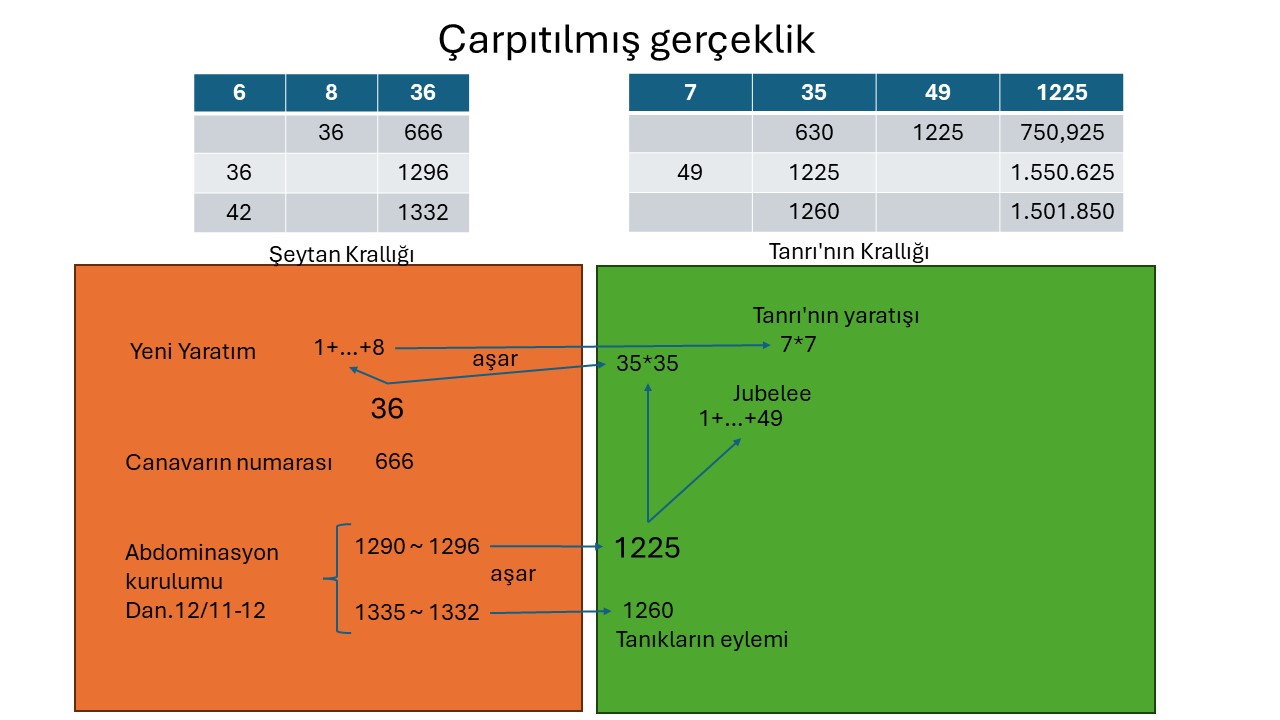 Çarpıtılmış gerçeklik
6 8 36
36 666
36 1296
42 1332
7 35 49 1225
630 1225 750,925
49 1225 1.550.625
1260 1.501.850
Şeytan Krallığı
Tanrı'nın Krallığı
Yeni Yaratım
1+...+8
aşar
36
Canavarın numarası
666
Abdominasyon
kurulumu
Dan.12/11-12
1290 ~ 1296
aşar
1335 ~ 1332
Tanrı'nın yaratışı
7*7
35*35
Jubelee
1+...+49
1225
1260
Tanıkların eylemi